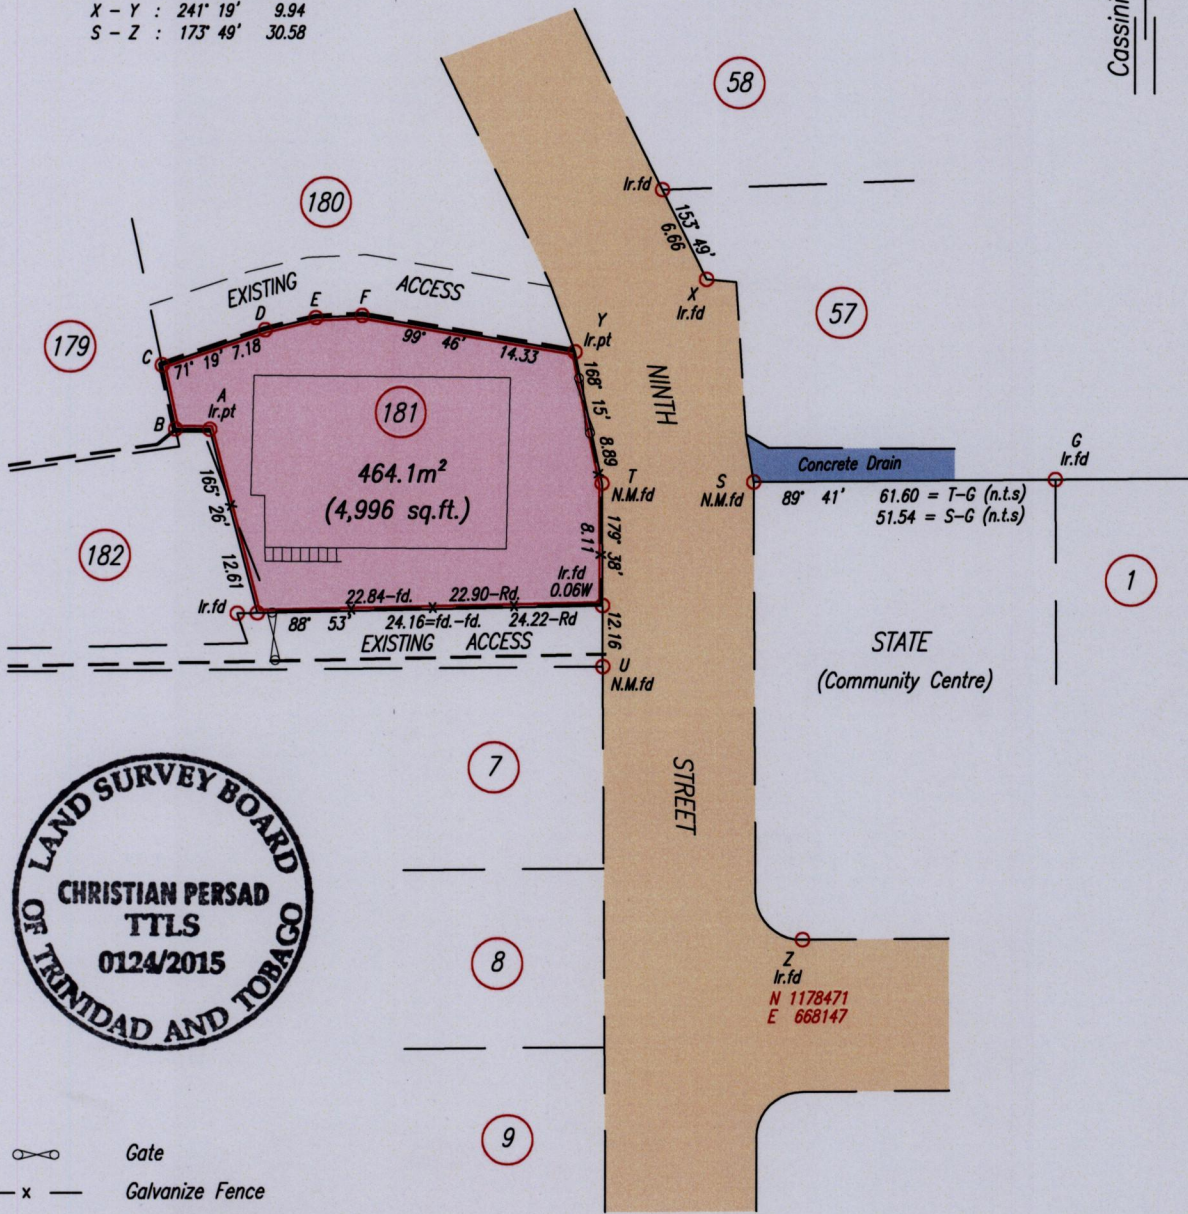 X – Y : 241° 19' 9.94
S – Z : 173° 49' 30.58
Cassini
58
Ir.fd
153° 49'
6.66
X
Ir.fd
57
180
EXISTING ACCESS
179
C
D
E
F
71° 19' 7.18
99° 46' 14.33
Y
Ir.pt
168° 15' 8.89
NINTH
B
A
Ir.pt
181
464.1m²
(4,996 sq.ft.)
T
N.M.fd
S
N.M.fd
Concrete Drain
G
Ir.fd
89° 41' 61.60 = T–G (n.t.s)
51.54 = S–G (n.t.s)
165° 26' 12.61
182
179° 38'
8.11
Ir.fd
0.06W
Ir.fd
22.84–fd. 22.90–Rd.
88° 53' 24.16=fd.–fd. 24.22–Rd
12.16
EXISTING ACCESS
U
N.M.fd
1
STATE
(Community Centre)
7
STREET
LAND SURVEY BOARD
OF TRINIDAD AND TOBAGO
CHRISTIAN PERSAD
TTLS
0124/2015
8
Z
Ir.fd
N 1178471
E 668147
9
Gate
x Galvanize Fence